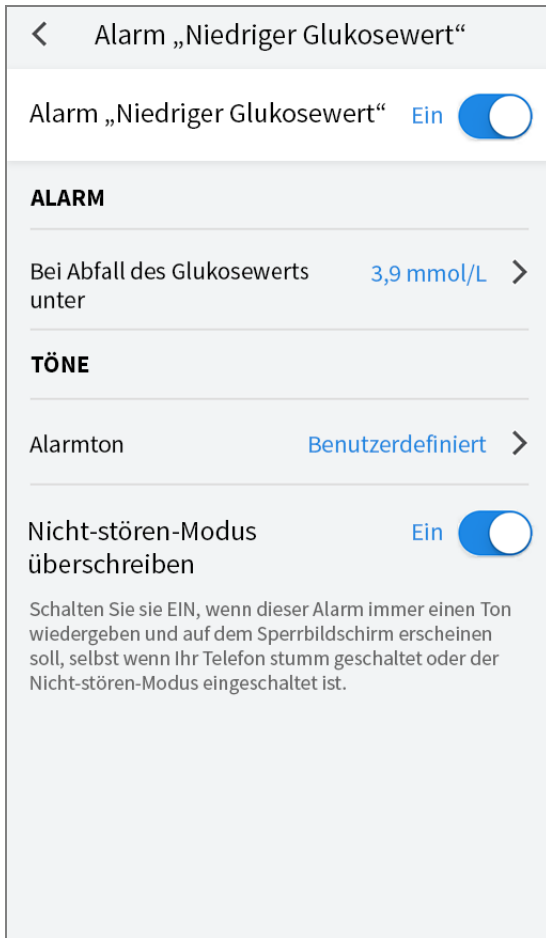 Alarm „Niedriger Glukosewert“
Alarm „Niedriger Glukosewert“ Ein
ALARM
Bei Abfall des Glukosewerts
unter
3,9 mmol/L
TÖNE
Alarmton Benutzerdefiniert
Nicht-stören-Modus
überschreiben
Ein
Schalten Sie sie EIN, wenn dieser Alarm immer einen Ton
wiedergeben und auf dem Sperrbildschirm erscheinen
soll, selbst wenn Ihr Telefon stumm geschaltet oder der
Nicht-stören-Modus eingeschaltet ist.